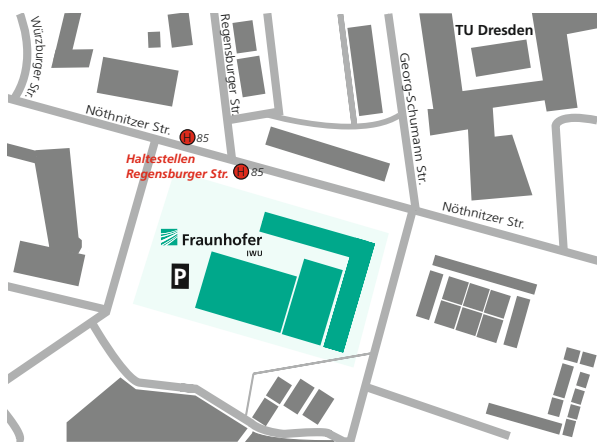 TU Dresden
Würzburger Str.
Regensburger Str.
Georg-Schumann Str.
Nöthnitzer Str.
H 85
Haltestellen
Regensburger Str. H 85
Nöthnitzer Str.
Fraunhofer
IWU
P